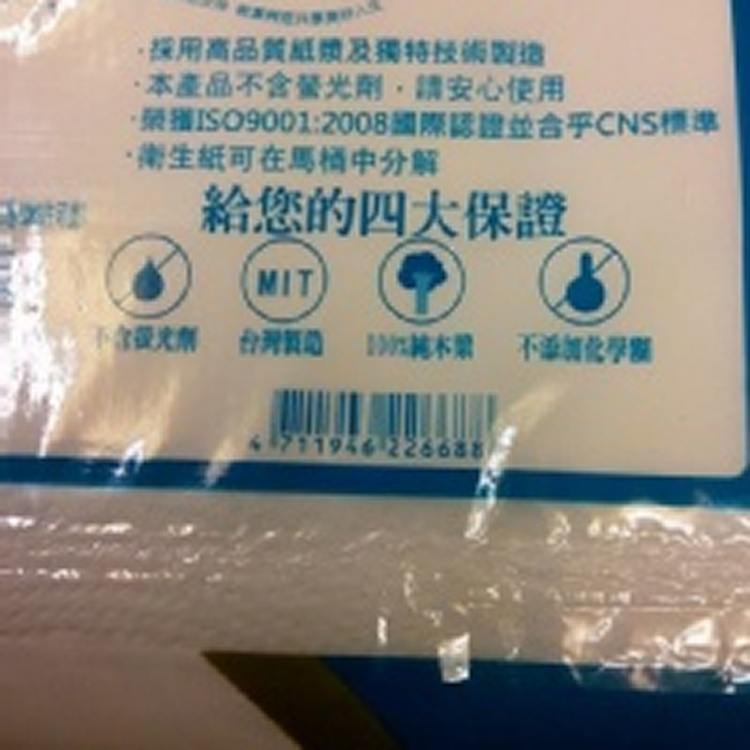 ·採用高品質紙漿及獨特技術製造
·本產品不含螢光劑，請安心使用
·榮獲ISO9001:2008國際認證並合乎CNS標準
·衛生紙可在馬桶中分解
給您的四大保證
MIT
不含螢光劑 台灣製造 100%純木漿 不添加化學劑
4 711946 226688